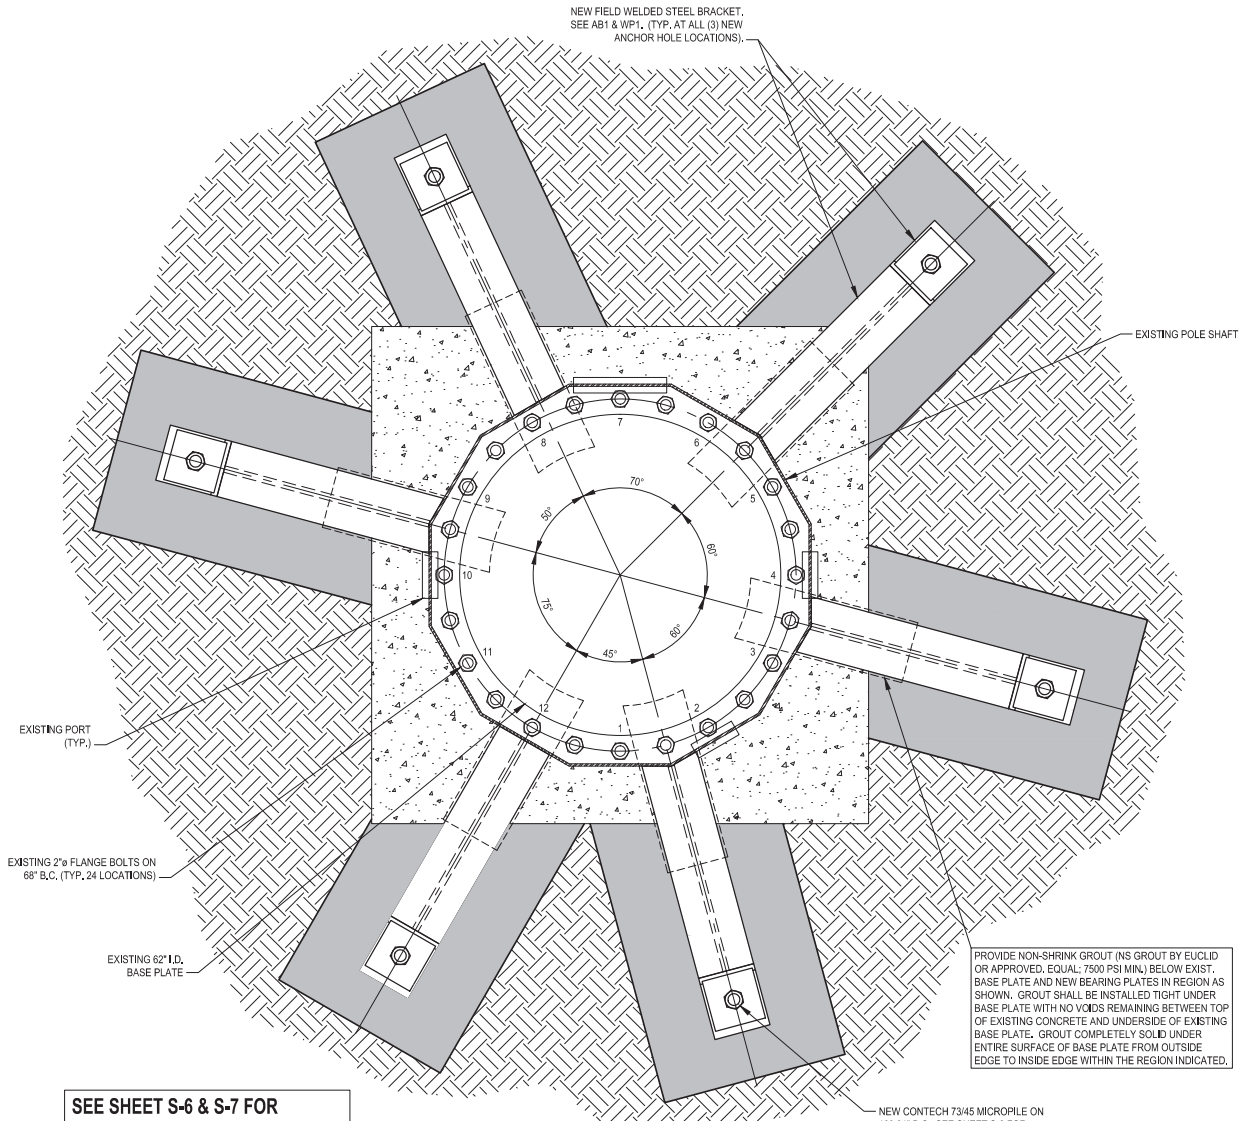 NEW FIELD WELDED STEEL BRACKET.
SEE AB1 & WP1. (TYP. AT ALL (3) NEW
ANCHOR HOLE LOCATIONS).
EXISTING POLE SHAFT
7
8
6
70°
9
5
50°
60°
10
4
75°
60°
11
3
45°
12
2
EXISTING PORT
(TYP.)
EXISTING 2"ø FLANGE BOLTS ON
68" B.C. (TYP. 24 LOCATIONS)
EXISTING 62" I.D.
BASE PLATE
PROVIDE NON-SHRINK GROUT (NS GROUT BY EUCLID
OR APPROVED. EQUAL; 7500 PSI MIN.) BELOW EXIST.
BASE PLATE AND NEW BEARING PLATES IN REGION AS
SHOWN. GROUT SHALL BE INSTALLED TIGHT UNDER
BASE PLATE WITH NO VOIDS REMAINING BETWEEN TOP
OF EXISTING CONCRETE AND UNDERSIDE OF EXISTING
BASE PLATE. GROUT COMPLETELY SOLID UNDER
ENTIRE SURFACE OF BASE PLATE FROM OUTSIDE
EDGE TO INSIDE EDGE WITHIN THE REGION INDICATED.
SEE SHEET S-6 & S-7 FOR
NEW CONTECH 73/45 MICROPILE ON